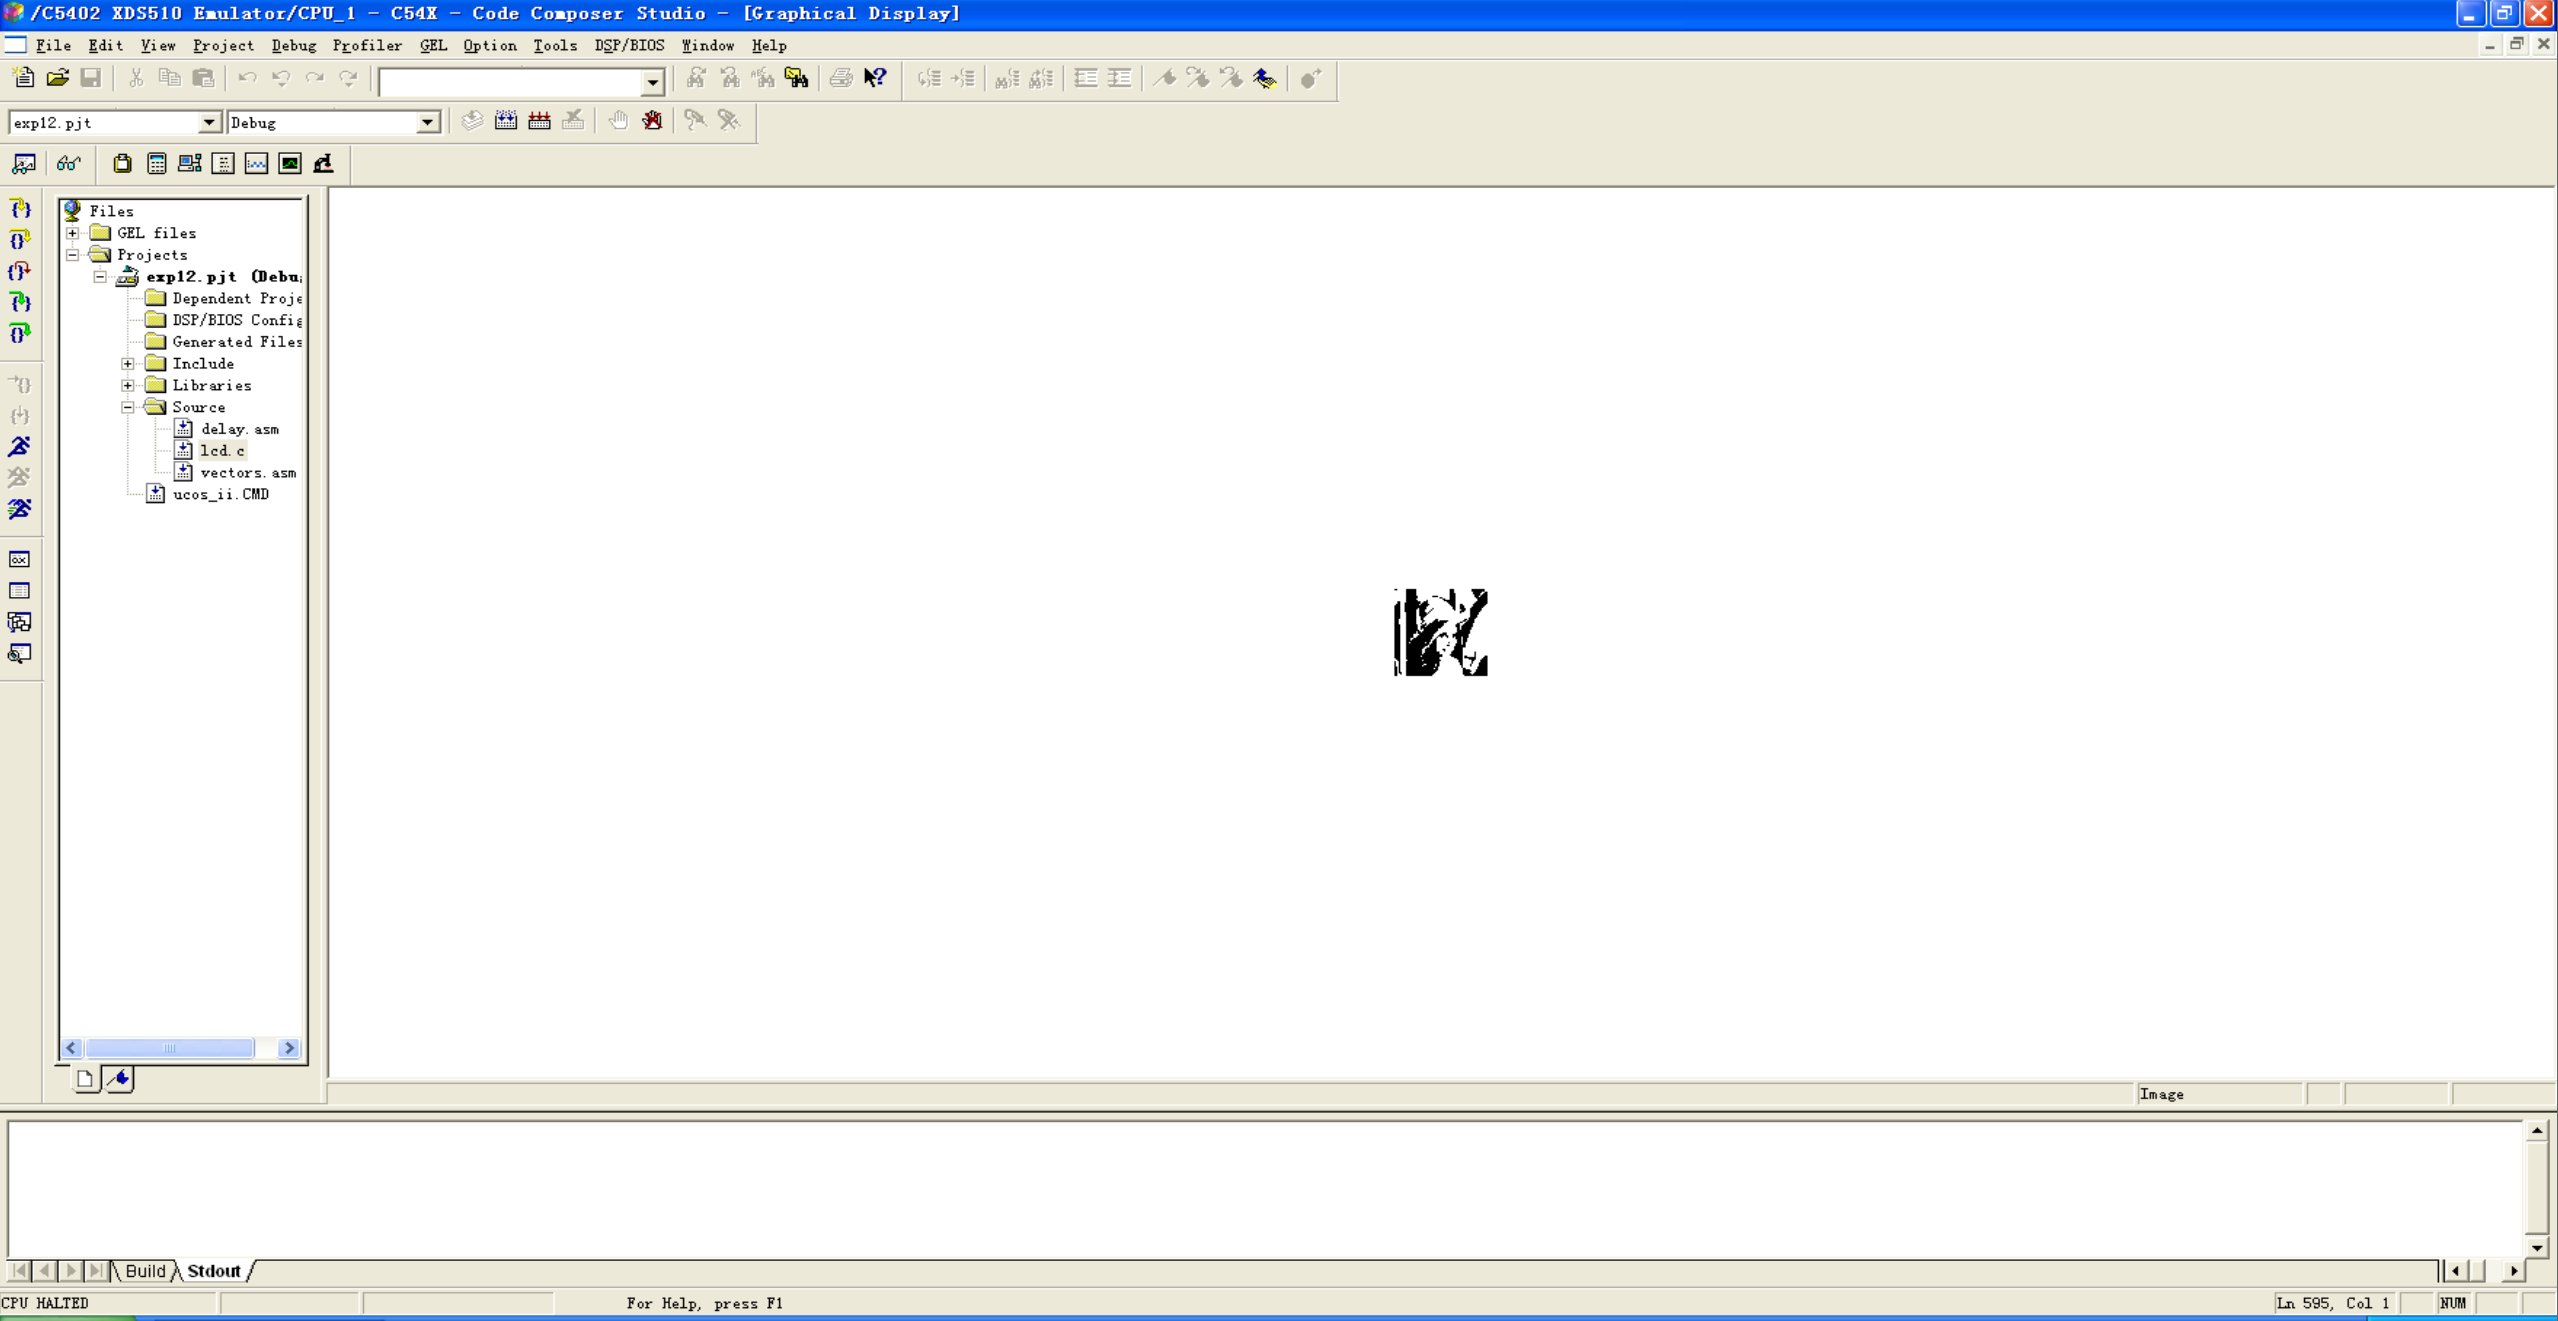 /C5402 XDS510 Emulator/CPU_1 - C54X - Code Composer Studio - [Graphical Display]
File Edit View Project Debug Profiler GEL Option Tools DSP/BIOS Window Help
exp12.pjt Debug
Files
GEL files
Projects
exp12.pjt (Debu
Dependent Proje
DSP/BIOS Config
Generated Files
Include
Libraries
Source
delay.asm
lcd.c
vectors.asm
ucos_ii.CMD
Image
Build Stdout
CPU HALTED For Help, press F1 Ln 595, Col 1 NUM